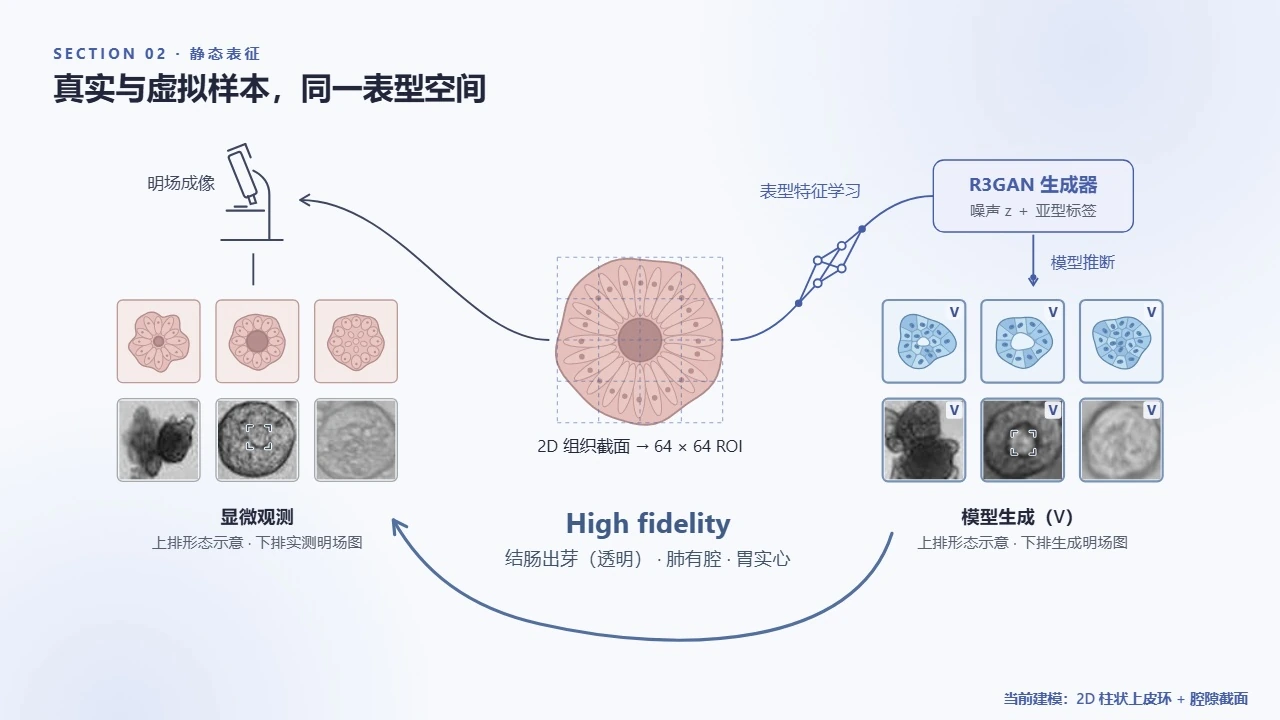 SECTION 02 · 静态表征
真实与虚拟样本，同一表型空间
明场成像
表型特征学习
R3GAN 生成器
噪声 z + 亚型标签
模型推断
V V V
V V V
2D 组织截面 → 64 × 64 ROI
显微观测
上排形态示意 · 下排实测明场图
High fidelity
结肠出芽（透明） · 肺有腔 · 胃实心
模型生成（V）
上排形态示意 · 下排生成明场图
当前建模：2D 柱状上皮环 + 腔隙截面